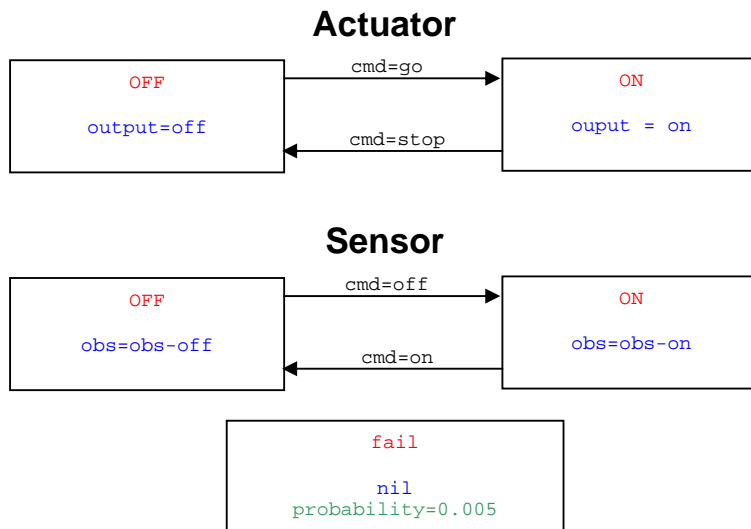 Actuator
OFF
output=off
cmd=go
cmd=stop
ON
ouput = on
Sensor
OFF
obs=obs-off
cmd=off
cmd=on
ON
obs=obs-on
fail
nil
probability=0.005